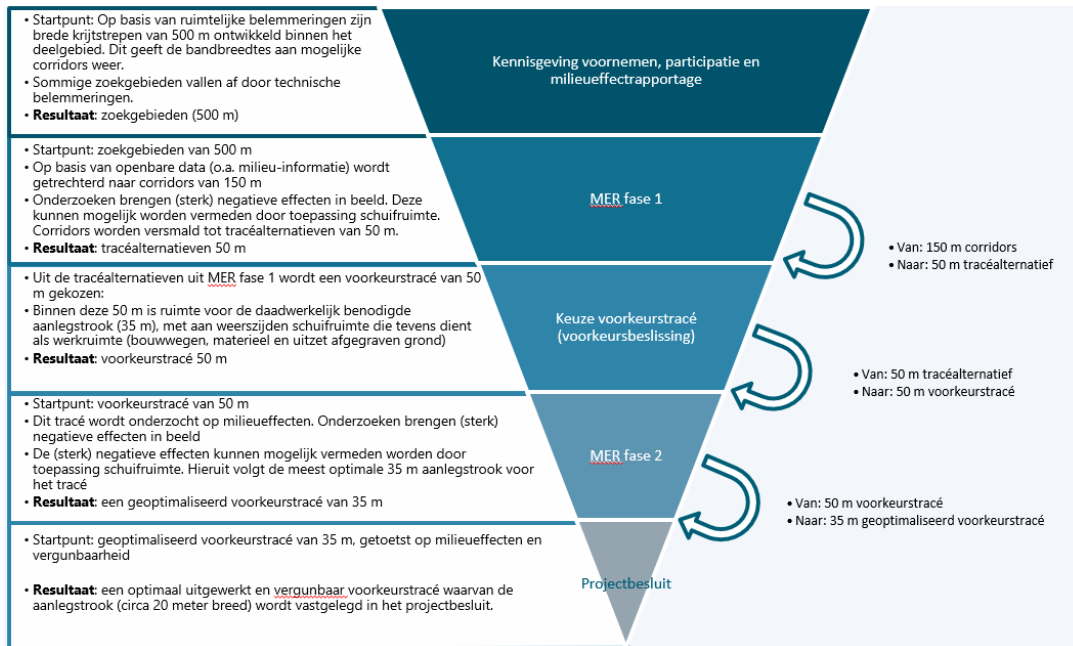 • Startpunt: Op basis van ruimtelijke belemmeringen zijn
brede krijtstrepen van 500 m ontwikkeld binnen het
deelgebied. Dit geeft de bandbreedtes aan mogelijke
corridors weer.
• Sommige zoekgebieden vallen af door technische
belemmeringen.
• Resultaat: zoekgebieden (500 m)
Kennisgeving voornemen, participatie en
milieueffectrapportage
• Startpunt: zoekgebieden van 500 m
• Op basis van openbare data (o.a. milieu-informatie) wordt
getrechterd naar corridors van 150 m
• Onderzoeken brengen (sterk) negatieve effecten in beeld. Deze
kunnen mogelijk worden vermeden door toepassing schuifruimte.
Corridors worden versmald tot tracéalternatieven van 50 m.
• Resultaat: tracéalternatieven 50 m
MER fase 1
• Van: 150 m corridors
• Naar: 50 m tracéalternatief
• Uit de tracéalternatieven uit MER fase 1 wordt een voorkeurstracé van 50
m gekozen:
• Binnen deze 50 m is ruimte voor de daadwerkelijk benodigde
aanlegstrook (35 m), met aan weerszijden schuifruimte die tevens dient
als werkruimte (bouwwegen, materieel en uitzet afgegraven grond)
• Resultaat: voorkeurstracé 50 m
Keuze voorkeurstracé
(voorkeursbeslissing)
• Van: 50 m tracéalternatief
• Naar: 50 m voorkeurstracé
• Startpunt: voorkeurstracé van 50 m
• Dit tracé wordt onderzocht op milieueffecten. Onderzoeken brengen (sterk)
negatieve effecten in beeld
• De (sterk) negatieve effecten kunnen mogelijk vermeden worden door
toepassing schuifruimte. Hieruit volgt de meest optimale 35 m aanlegstrook voor
het tracé
• Resultaat: een geoptimaliseerd voorkeurstracé van 35 m
MER fase 2
• Van: 50 m voorkeurstracé
• Naar: 35 m geoptimaliseerd voorkeurstracé
• Startpunt: geoptimaliseerd voorkeurstracé van 35 m, getoetst op milieueffecten en
vergunbaarheid
• Resultaat: een optimaal uitgewerkt en vergunbaar voorkeurstracé waarvan de
aanlegstrook (circa 20 meter breed) wordt vastgelegd in het projectbesluit.
Projectbesluit